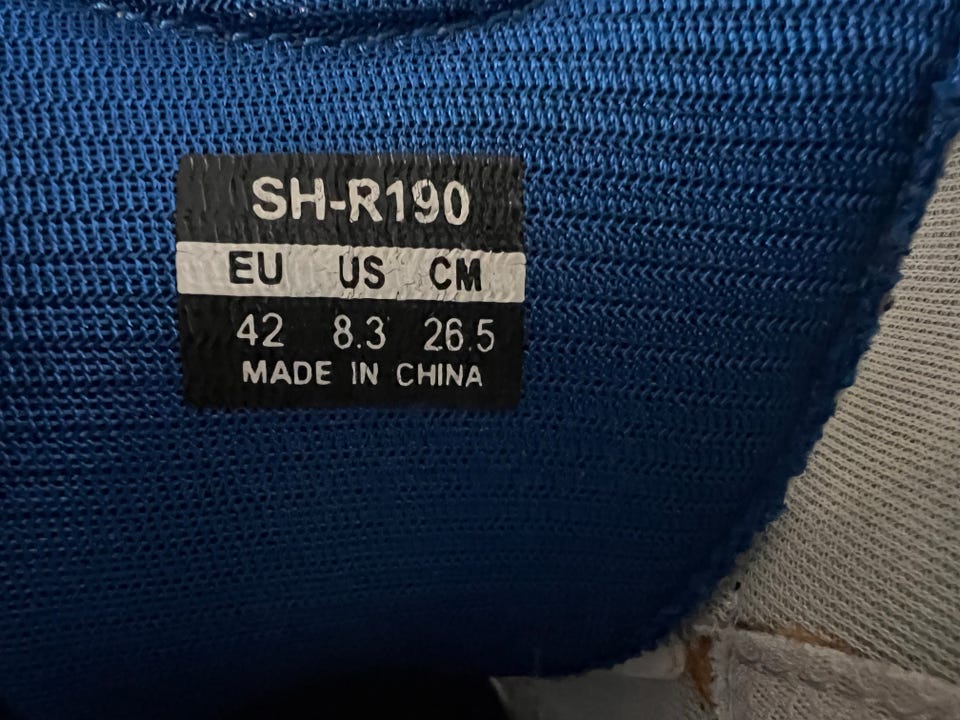 SH-R190
EU US CM
42 8.3 26.5
MADE IN CHINA